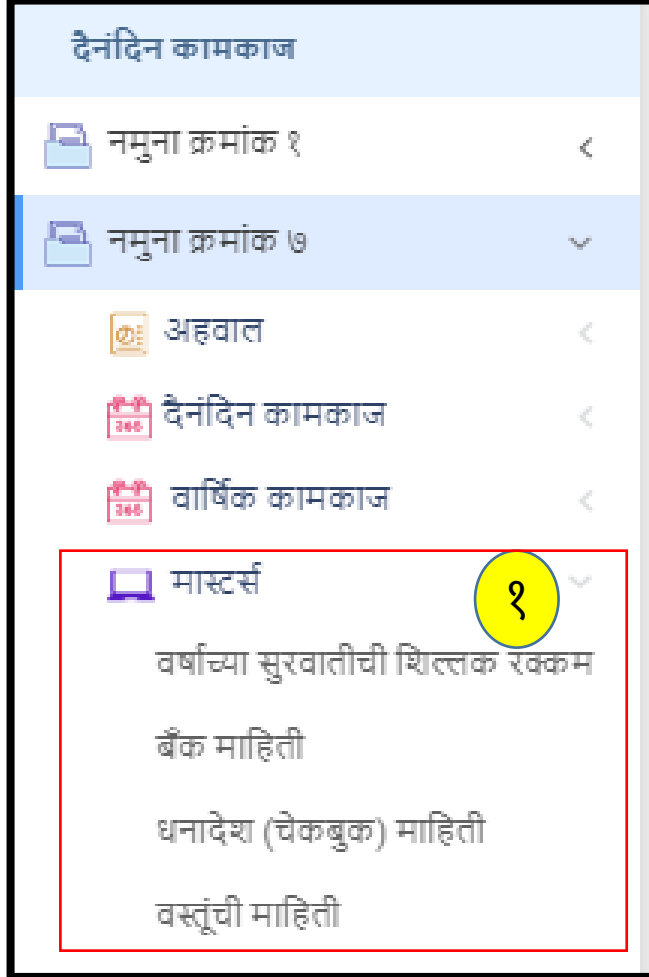 दैनंदिन कामकाज
नमुना क्रमांक १
नमुना क्रमांक ७
अहवाल
दैनंदिन कामकाज
वार्षिक कामकाज
मास्टर्स
१
वर्षाच्या सुरवातीची शिल्लक रक्कम
बँक माहिती
धनादेश (चेकबुक) माहिती
वस्तूंची माहिती